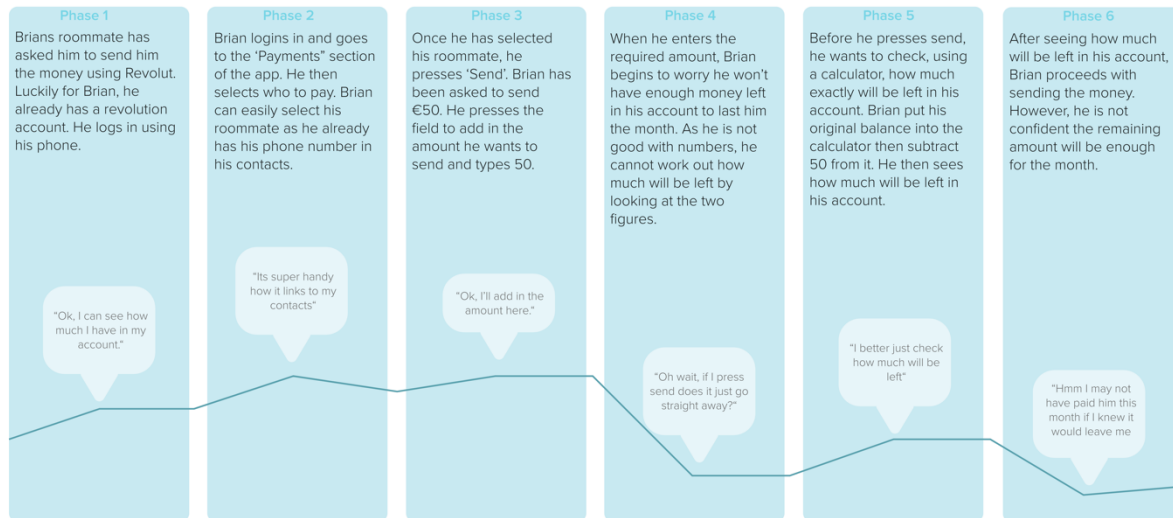 Phase 1
Brians roommate has
asked him to send him
the money using Revolut.
Luckily for Brian, he
already has a revolution
account. He logs in using
his phone.
"Ok, I can see how
much I have in my
account."
Phase 2
Brian logins in and goes
to the ‘Payments” section
of the app. He then
selects who to pay. Brian
can easily select his
roommate as he already
has his phone number in
his contacts.
"Its super handy
how it links to my
contacts"
Phase 3
Once he has selected
his roommate, he
presses ‘Send’. Brian has
been asked to send
€50. He presses the
field to add in the
amount he wants to
send and types 50.
"Ok, I’ll add in the
amount here."
Phase 4
When he enters the
required amount, Brian
begins to worry he won’t
have enough money left
in his account to last him
the month. As he is not
good with numbers, he
cannot work out how
much will be left by
looking at the two
figures.
"Oh wait, if I press
send does it just go
straight away?"
Phase 5
Before he presses send,
he wants to check, using
a calculator, how much
exactly will be left in his
account. Brian put his
original balance into the
calculator then subtract
50 from it. He then sees
how much will be left in
his account.
"I better just check
how much will be
left"
Phase 6
After seeing how much
will be left in his account,
Brian proceeds with
sending the money.
However, he is not
confident the remaining
amount will be enough
for the month.
"Hmm I may not
have paid him this
month if I knew it
would leave me